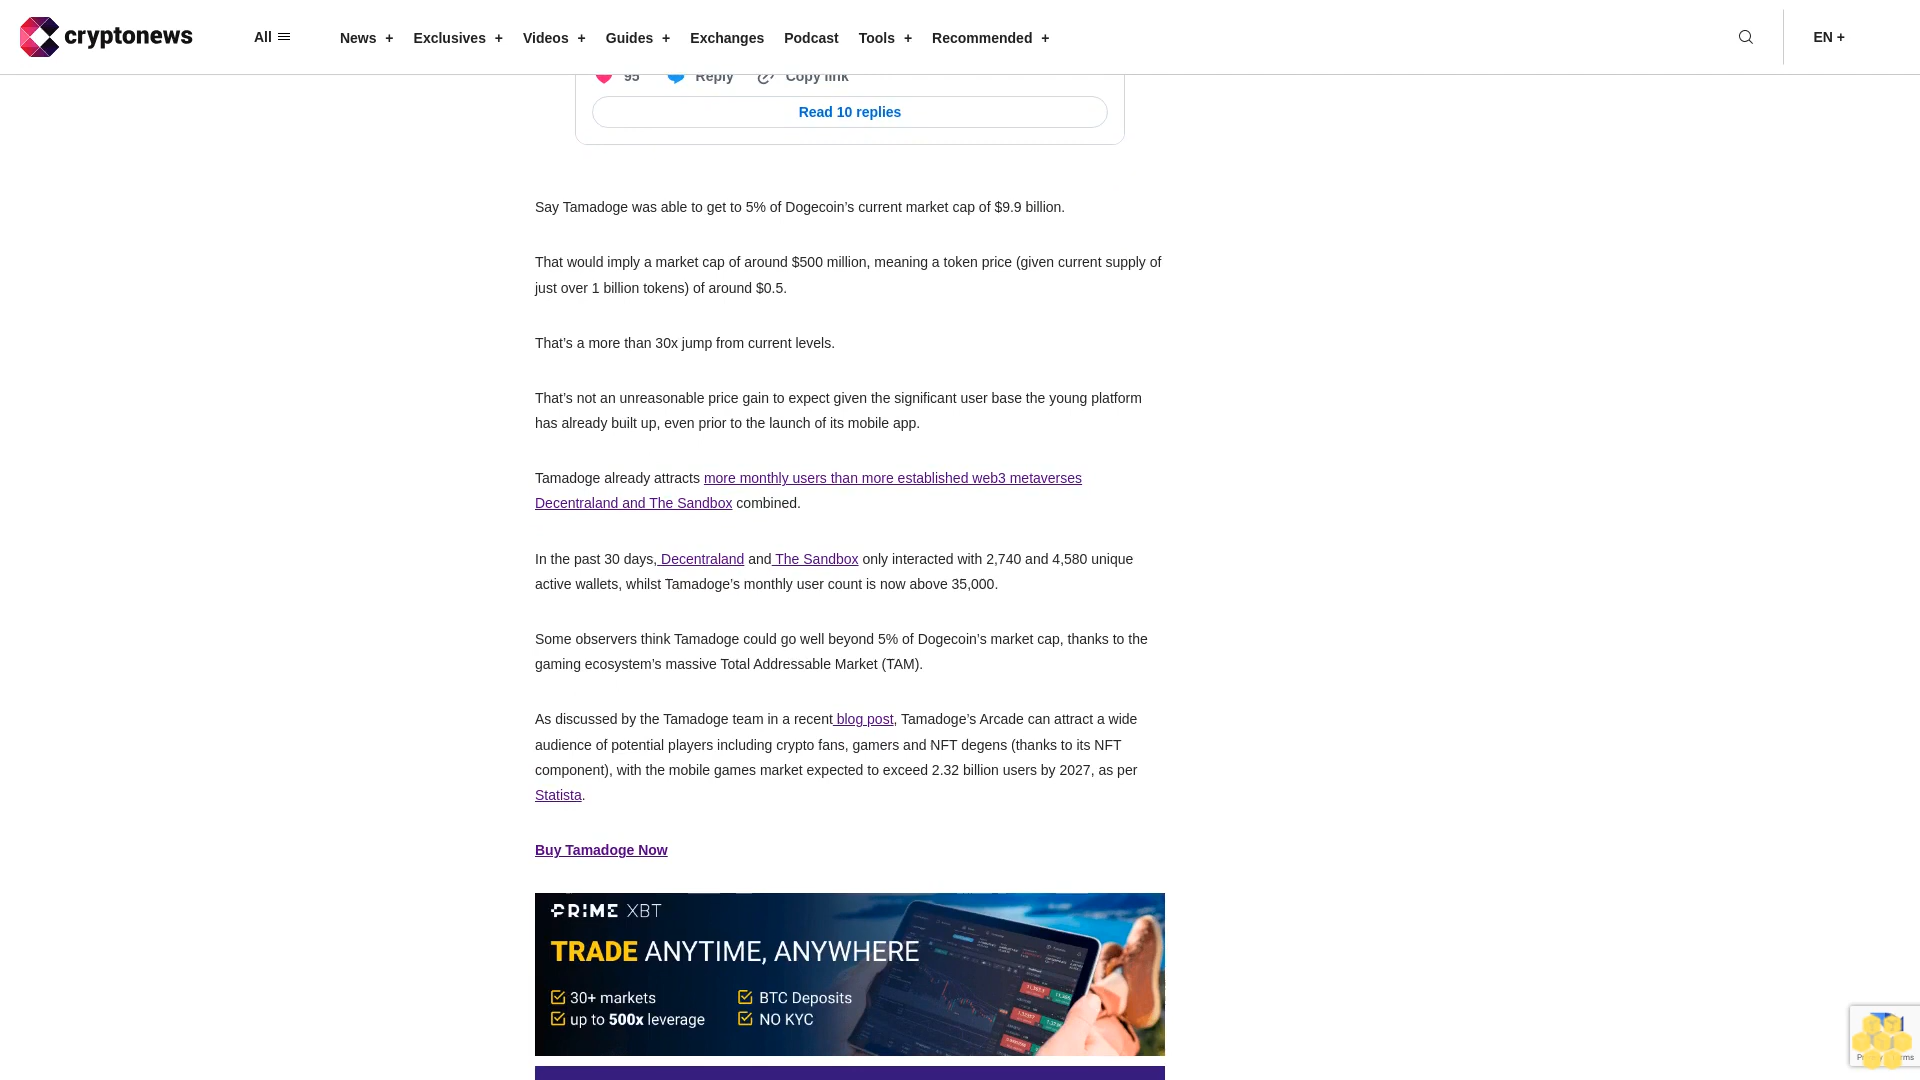 cryptonews
All
News +
Exclusives +
Videos +
Guides +
Exchanges
Podcast
Tools +
Recommended +
EN +
95 Reply Copy link
Read 10 replies
Say Tamadoge was able to get to 5% of Dogecoin’s current market cap of $9.9 billion.
That would imply a market cap of around $500 million, meaning a token price (given current supply of
just over 1 billion tokens) of around $0.5.
That’s a more than 30x jump from current levels.
That’s not an unreasonable price gain to expect given the significant user base the young platform
has already built up, even prior to the launch of its mobile app.
Tamadoge already attracts more monthly users than more established web3 metaverses
Decentraland and The Sandbox combined.
In the past 30 days, Decentraland and The Sandbox only interacted with 2,740 and 4,580 unique
active wallets, whilst Tamadoge’s monthly user count is now above 35,000.
Some observers think Tamadoge could go well beyond 5% of Dogecoin’s market cap, thanks to the
gaming ecosystem’s massive Total Addressable Market (TAM).
As discussed by the Tamadoge team in a recent blog post, Tamadoge’s Arcade can attract a wide
audience of potential players including crypto fans, gamers and NFT degens (thanks to its NFT
component), with the mobile games market expected to exceed 2.32 billion users by 2027, as per
Statista.
Buy Tamadoge Now
PRIME XBT
TRADE ANYTIME, ANYWHERE
30+ markets
BTC Deposits
up to 500x leverage
NO KYC